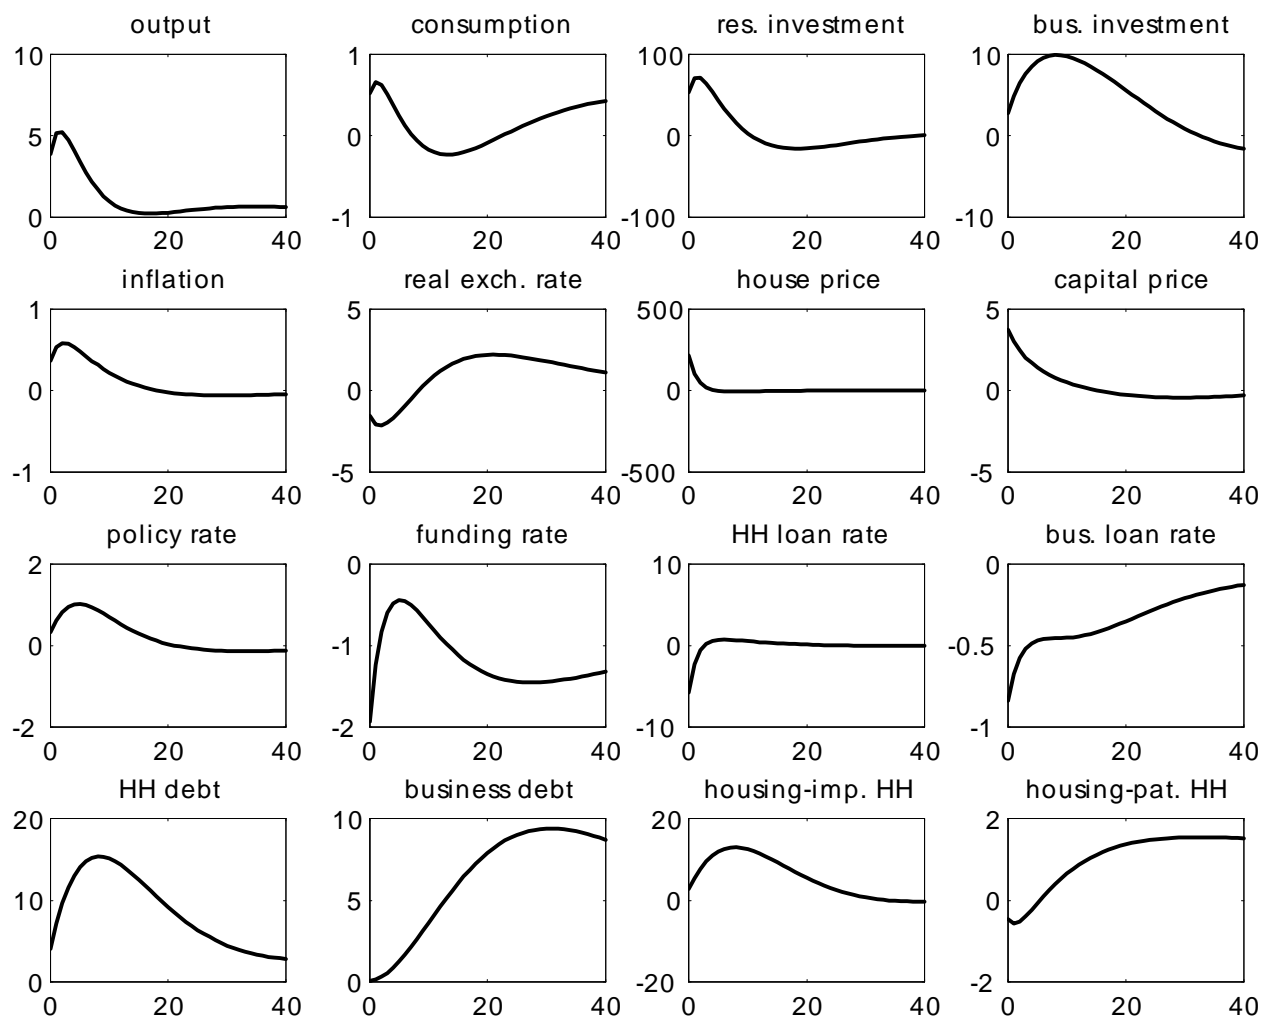 output
consumption
res. investment
bus. investment
10
5
0
0 20 40
1
0
-1
0 20 40
100
0
-100
0 20 40
10
0
-10
0 20 40
inflation
real exch. rate
house price
capital price
1
0
-1
0 20 40
5
0
-5
0 20 40
500
0
-500
0 20 40
5
0
-5
0 20 40
policy rate
funding rate
HH loan rate
bus. loan rate
2
0
-2
0 20 40
0
-1
-2
0 20 40
10
0
-10
0 20 40
0
-0.5
-1
0 20 40
HH debt
business debt
housing-imp. HH
housing-pat. HH
20
10
0
0 20 40
10
5
0
0 20 40
20
0
-20
0 20 40
2
0
-2
0 20 40